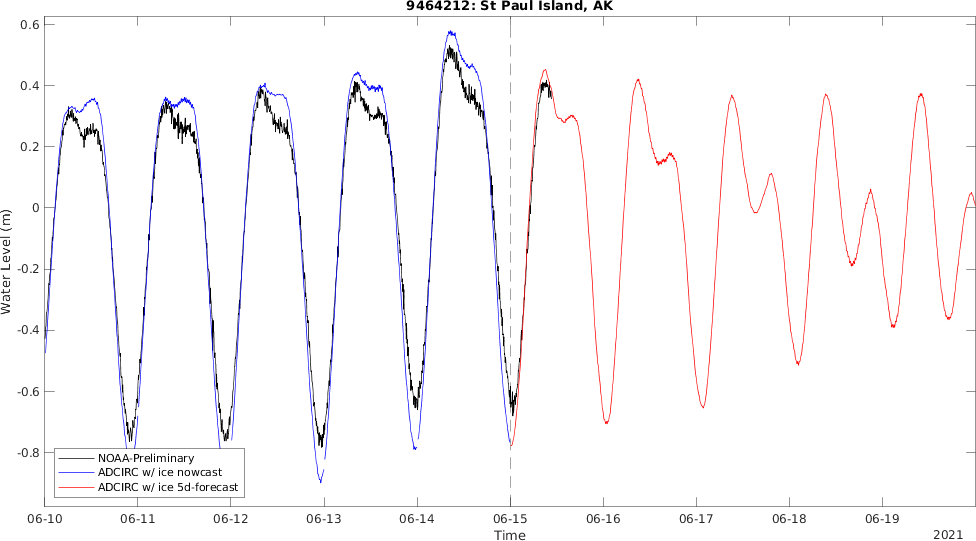 9464212: St Paul Island, AK
0.6
0.4
0.2
0
-0.2
-0.4
-0.6
-0.8
Water Level (m)
NOAA-Preliminary
ADCIRC w/ ice nowcast
ADCIRC w/ ice 5d-forecast
06-10 06-11 06-12 06-13 06-14 06-15 06-16 06-17 06-18 06-19
Time
2021